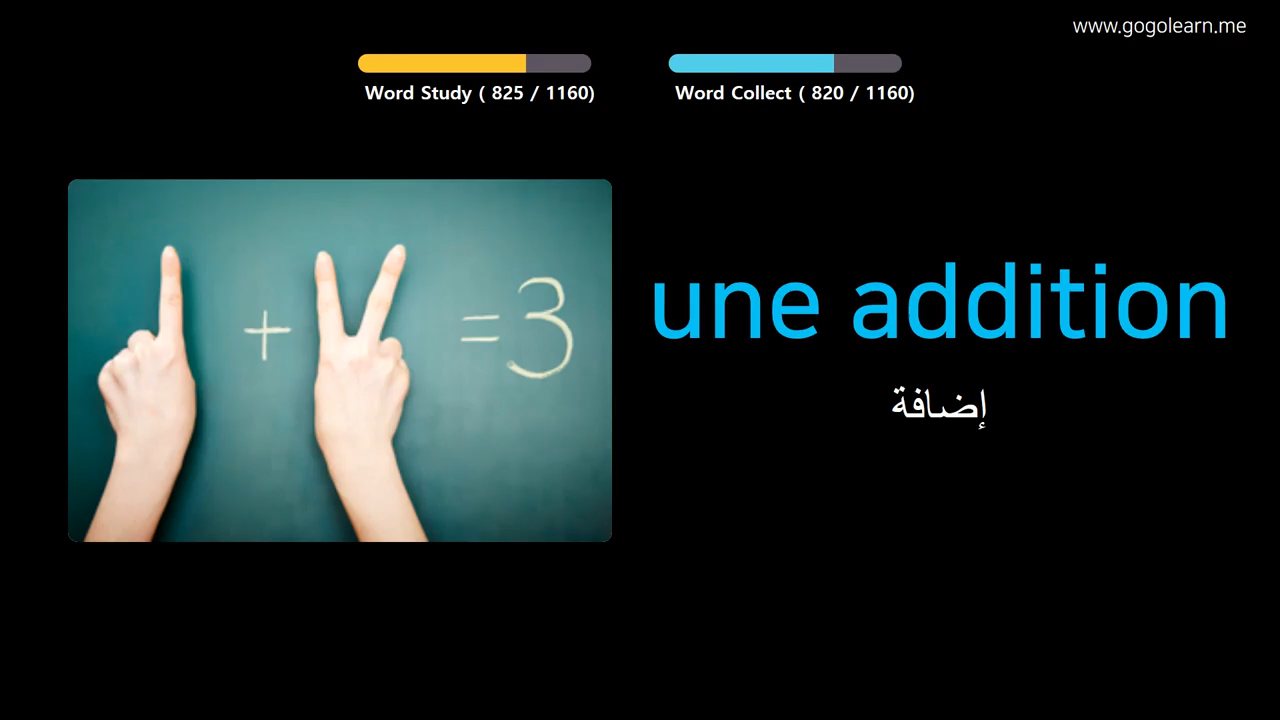 www.gogolearn.me
Word Study ( 825 / 1160)
Word Collect ( 820 / 1160)
+ =3
une addition
إضافة